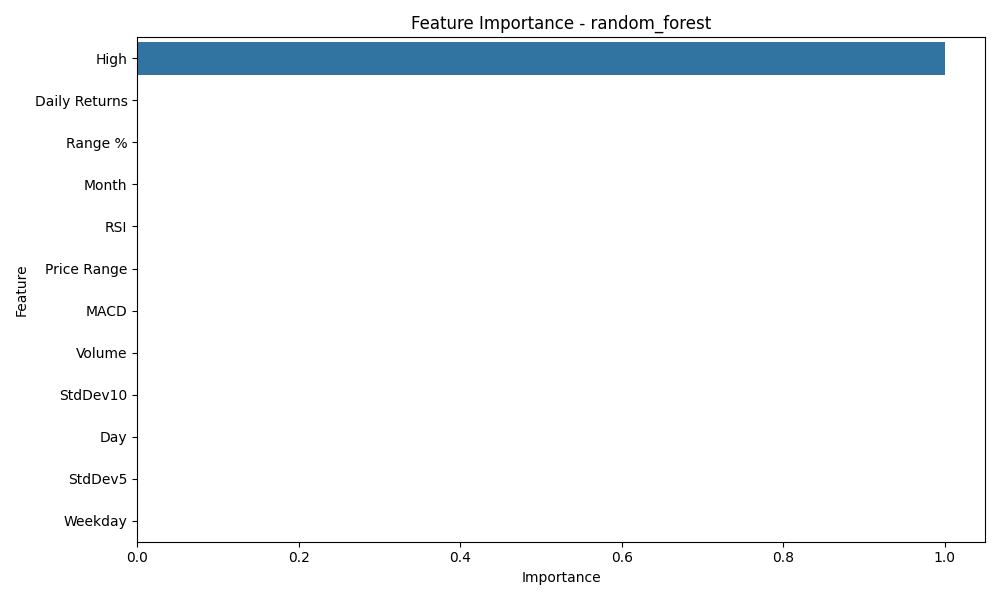 Feature Importance - random_forest
High
Daily Returns
Range %
Month
RSI
Price Range
MACD
Volume
StdDev10
Day
StdDev5
Weekday
Feature
0.0 0.2 0.4 0.6 0.8 1.0
Importance